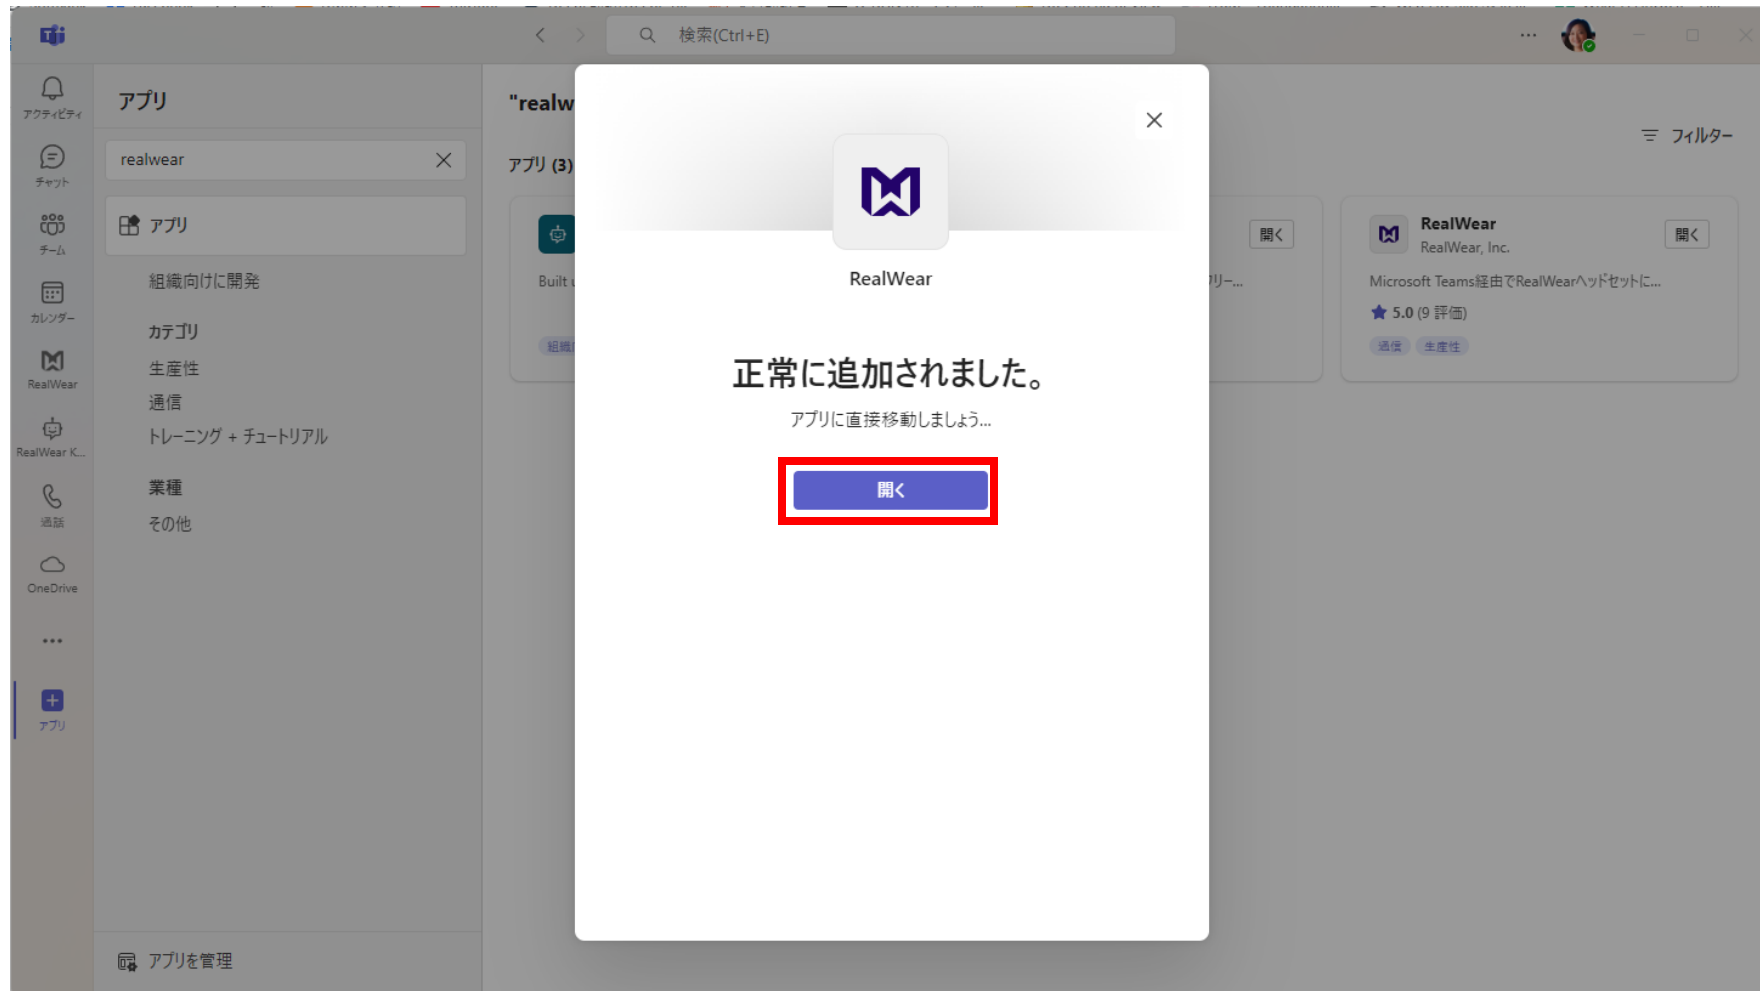 検索(Ctrl+E)
アクティビティ
チャット
チーム
カレンダー
RealWear
RealWear K...
通話
OneDrive
アプリ
アプリ
realwear
アプリ
組織向けに開発
カテゴリ
生産性
通信
トレーニング + チュートリアル
業種
その他
アプリを管理
"realw
アプリ (3)
フィルター
Built
組織
開く
リー...
RealWear
RealWear, Inc.
開く
Microsoft Teams経由でRealWearヘッドセットに...
5.0 (9 評価)
通信
生産性
RealWear
正常に追加されました。
アプリに直接移動しましょう...
開く